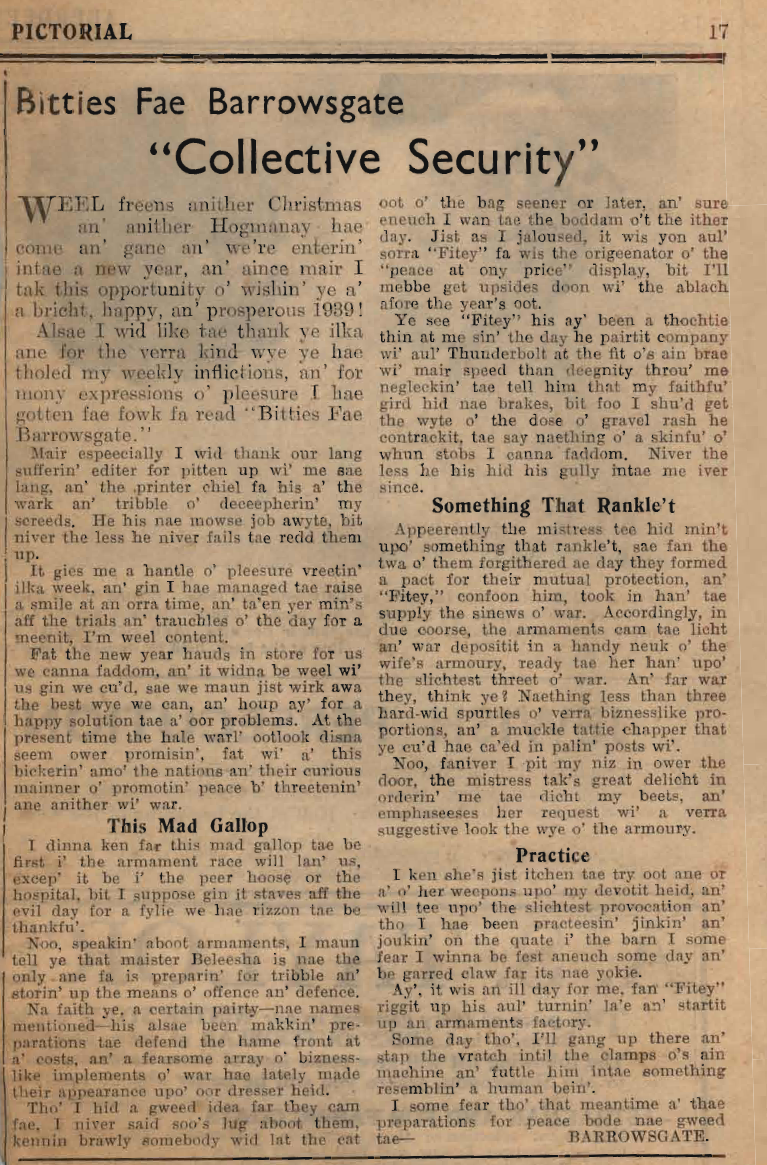 PICTORIAL
17
Bitties Fae Barrowsgate
"Collective Security"
WEEL freens anither Christmas
an' anither Hogmanay hae
come an' gane an' we're enterin'
intae a new year, an' aince mair I
tak this opportunity o' wishin' ye a'
a bright, happy, an' prosperous 1939!
Alsae I wid like tae thank ye ilka
ane for the verra kind wye ye hae
tholed my weekly inflictions, an' for
mony expressions o' pleesure I hae
gotten fae fowk fa read "Bitties Fae
Barrowsgate."
Mair espeecially I wid thank our lang
sufferin' editer for pitten up wi' me sae
lang, an' the printer chiel fa his a' the
wark an' tribble o' deceepherin' my
screeds. He his nae mowse job awyte, bit
niver the less he niver fails tae redd them
up.
It gies me a hantle o' pleesure vreetin'
ilka week, an' gin I hae managed tae raise
a smile at an orra time, an' ta'en yer min's
aff the trials an' trauchles o' the day for a
meenit, I'm weel content.
Fat the new year hauds in store for us
we canna faddom, an' it widna be weel wi'
us gin we cu'd, sae we maun jist wirk awa
the best wye we can, an' houp ay' for a
happy solution tae a' oor problems. At the
present time the hale warl' ootlook disna
seem ower promisin', fat wi' a' this
bickerin' amo' the nations an' their curious
mainner o' promotin' peace b' threetenin'
ane anither wi' war.
This Mad Gallop
I dinna ken far this mad gallop tae be
first i' the armament race will lan' us,
excep' it be i' the peer hoose or the
hospital, bit I suppose gin it staves aff the
evil day for a fylie we hae rizzon tae be
thankfu'.
Noo, speakin' aboot armaments, I maun
tell ye that maister Beleesha is nae the
only ane fa is preparin' for tribble an'
storin' up the means o' offence an' defence.
Na faith ye, a certain pairty—nae names
mentioned—his alsae been makkin' pre-
parations tae defend the hame front at
a' costs, an' a fearsome array o' bizness-
like implements o' war hae lately made
their appearance upo' oor dresser heid.
Tho' I hid a gweed idea far they cam
fae, I niver said soo's lug aboot them,
kennin brawly somebody wid lat the cat
oot o' the bag seener or later, an' sure
eneuch I wan tae the boddam o't the ither
day. Jist as I jaloused, it wis yon aul'
sorra "Fitey" fa wis the origeenator o' the
"peace at ony price" display, bit I'll
mebbe get upsides doon wi' the ablach
afore the year's oot.
Ye see "Fitey" his ay' been a thochtie
thin at me sin' the day he pairtit company
wi' aul' Thunderbolt at the fit o's ain brae
wi' mair speed than deegnity throu' me
negleckin' tae tell him that my faithfu'
gird hid nae brakes, bit foo I shu'd get
the wyte o' the dose o' gravel rash he
contrackit, tae say naething o' a skinfu' o'
whun stobs I canna faddom. Niver the
less he his hid his gully intae me iver
since.
Something That Rankle't
Appeerently the mistress tee hid min't
upo' something that rankle't, sae fan the
twa o' them forgithered ae day they formed
a pact for their mutual protection, an'
"Fitey," confoon him, took in han' tae
supply the sinews o' war. Accordingly, in
due coorse, the armaments cam tae licht
an' war depositit in a handy neuk o' the
wife's armoury, ready tae her han' upo'
the slichtest threet o' war. An' far war
they, think ye? Naething less than three
hard-wid spurtles o' verra biznesslike pro-
portions, an' a muckle tattie chapper that
ye cu'd hae ca'ed in palin' posts wi'.
Noo, faniver I pit my niz in ower the
door, the mistress tak's great delicht in
orderin' me tae dicht my beets, an'
emphaseeses her request wi' a verra
suggestive look the wye o' the armoury.
Practice
I ken she's jist itchen tae try oot ane or
a' o' her weepons upo' my devotit heid, an'
will tee upo' the slichtest provocation an'
tho I hae been practeesin' jinkin' an'
joukin' on the quate i' the barn I some
fear I winna be fest aneuch some day an'
be garred claw far its nae yokie.
Ay', it wis an ill day for me, fan "Fitey"
riggit up his aul' turnin' la'e an' startit
up an armaments factory.
Some day tho', I'll gang up there an'
stap the vratch intil the clamps o's ain
machine an' futtle him intae something
resemblin' a human bein'.
I some fear tho' that meantime a' thae
preparations for peace bode nae gweed
tae— BARROWSGATE.